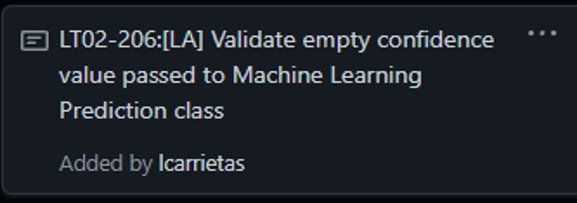 LT02-206:[LA] Validate empty confidence
value passed to Machine Learning
Prediction class
Added by lcarrietas